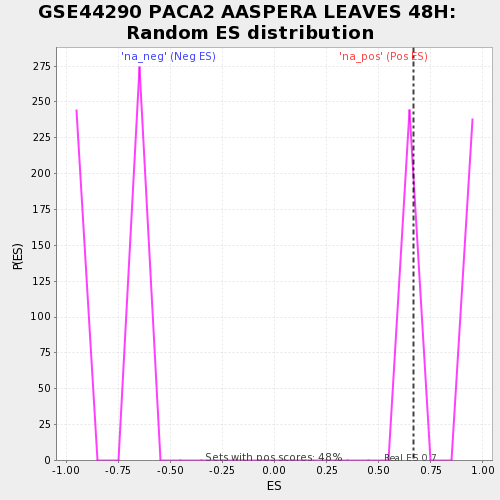 GSE44290 PACA2 AASPERA LEAVES 48H:
Random ES distribution
'na_neg' (Neg ES)
'na_pos' (Pos ES)
275
250
225
200
175
150
125
100
75
50
25
0
P(ES)
Sets with pos scores: 48%
Real ES 0.7
-1.00
-0.75
-0.50
-0.25
0.00
0.25
0.50
0.75
1.00
ES